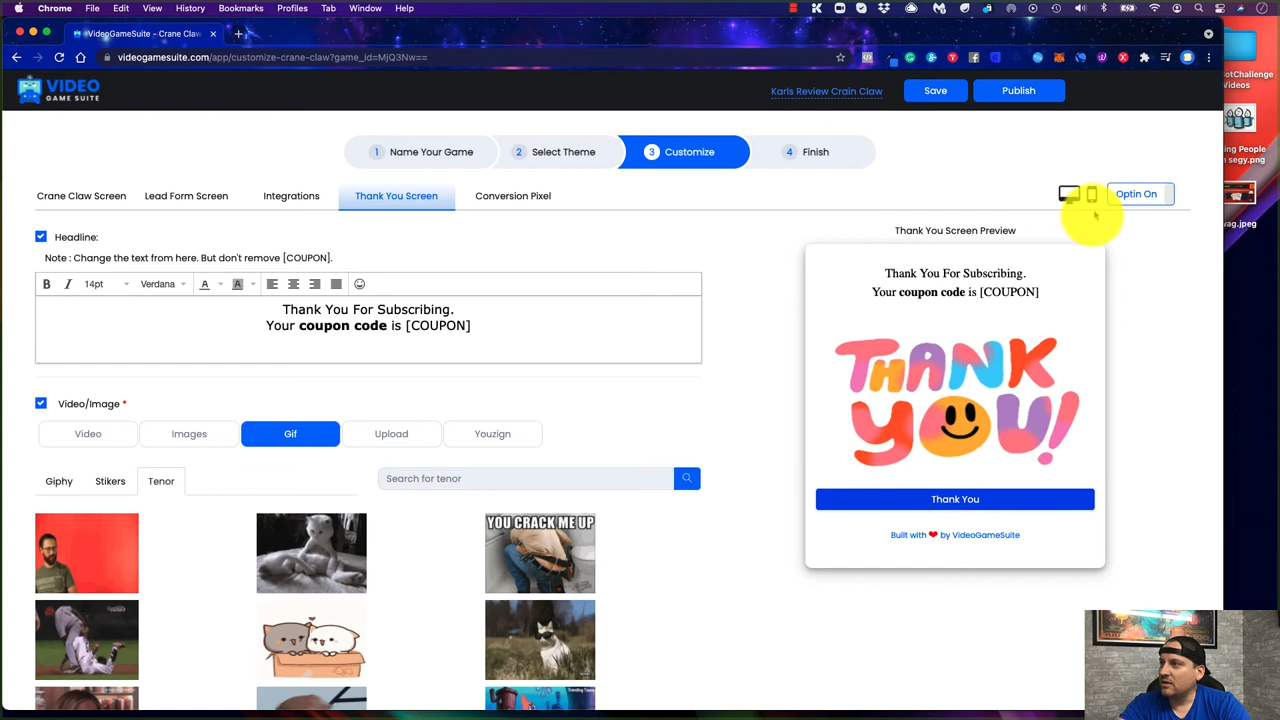 Chrome File Edit View History Bookmarks Profiles Tab Window Help
VideoGameSuite - Crane Claw
videogamesuite.com/app/customize-crane-claw?game_id=MjQ3Nw==
VIDEO
GAME SUITE
Karls Review Crain Claw
Save
Publish
1 Name Your Game
2 Select Theme
3 Customize
4 Finish
Crane Claw Screen
Lead Form Screen
Integrations
Thank You Screen
Conversion Pixel
Optin On
Headline:
Note : Change the text from here. But don't remove [COUPON].
B I 14pt Verdana A A
Thank You For Subscribing.
Your coupon code is [COUPON]
Video/Image *
Video Images Gif Upload Youzign
Giphy Stikers Tenor
Search for tenor
YOU CRACK ME UP
Thank You Screen Preview
Thank You For Subscribing.
Your coupon code is [COUPON]
THANK
YOU!
Thank You
Built with ❤ by VideoGameSuite
Videos